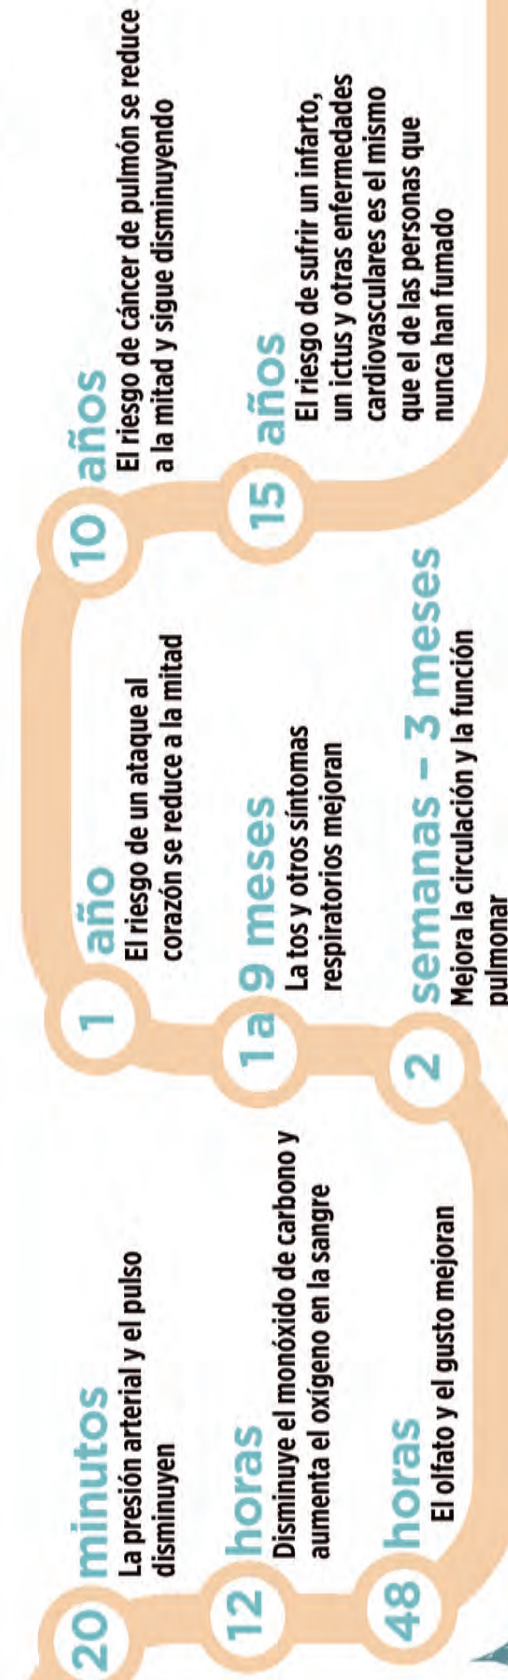 20 minutos
La presión arterial y el pulso
disminuyen
12 horas
Disminuye el monóxido de carbono y
aumenta el oxígeno en la sangre
48 horas
El olfato y el gusto mejoran
2 semanas – 3 meses
Mejora la circulación y la función
pulmonar
1 a 9 meses
La tos y otros síntomas
respiratorios mejoran
1 año
El riesgo de un ataque al
corazón se reduce a la mitad
10 años
El riesgo de cáncer de pulmón se reduce
a la mitad y sigue disminuyendo
15 años
El riesgo de sufrir un infarto,
un ictus y otras enfermedades
cardiovasculares es el mismo
que el de las personas que
nunca han fumado